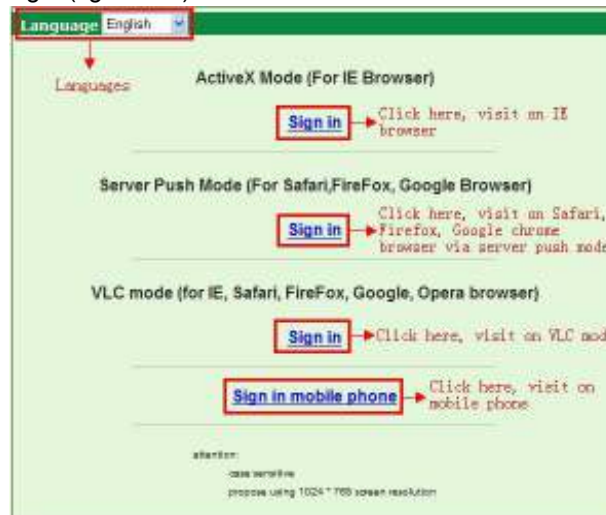 Language English
Languages
ActiveX Mode (For IE Browser)
Sign in
Click here, visit on IE
browser
Server Push Mode (For Safari,FireFox, Google Browser)
Sign in
Click here, visit on Safari,
Firefox, Google chrome
browser via server push mode
VLC mode (for IE, Safari, FireFox, Google, Opera browser)
Sign in
Click here, visit on VLC mod
Sign in mobile phone
Click here, visit on
mobile phone
attention:
case sensitive
propose using 1024 * 768 screen resolution